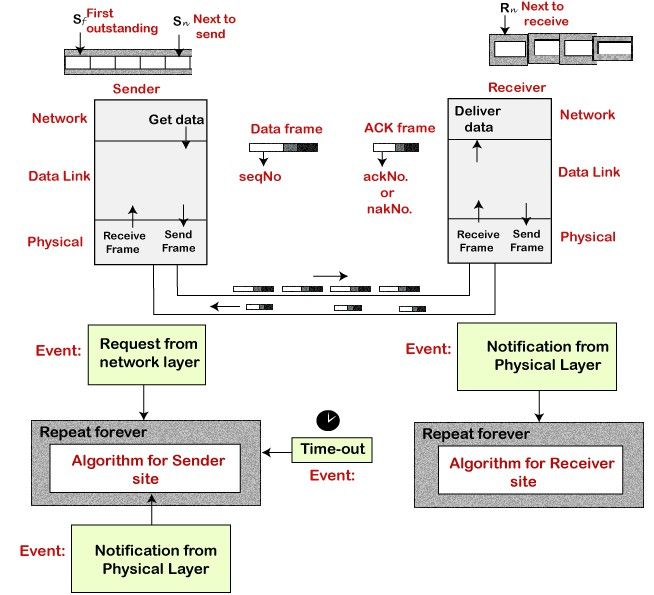 Sf First
outstanding
Sn Next to
send
Rn Next to
receive
Sender
Receiver
Network
Get data
Data frame
seqNo
ACK frame
ackNo.
or
nakNo.
Deliver
data
Network
Data Link
Data Link
Physical
Receive
Frame
Send
Frame
Receive
Frame
Send
Frame
Physical
Event:
Request from
network layer
Event:
Notification from
Physical Layer
Repeat forever
Algorithm for Sender
site
Time-out
Event:
Repeat forever
Algorithm for Receiver
site
Event:
Notification from
Physical Layer